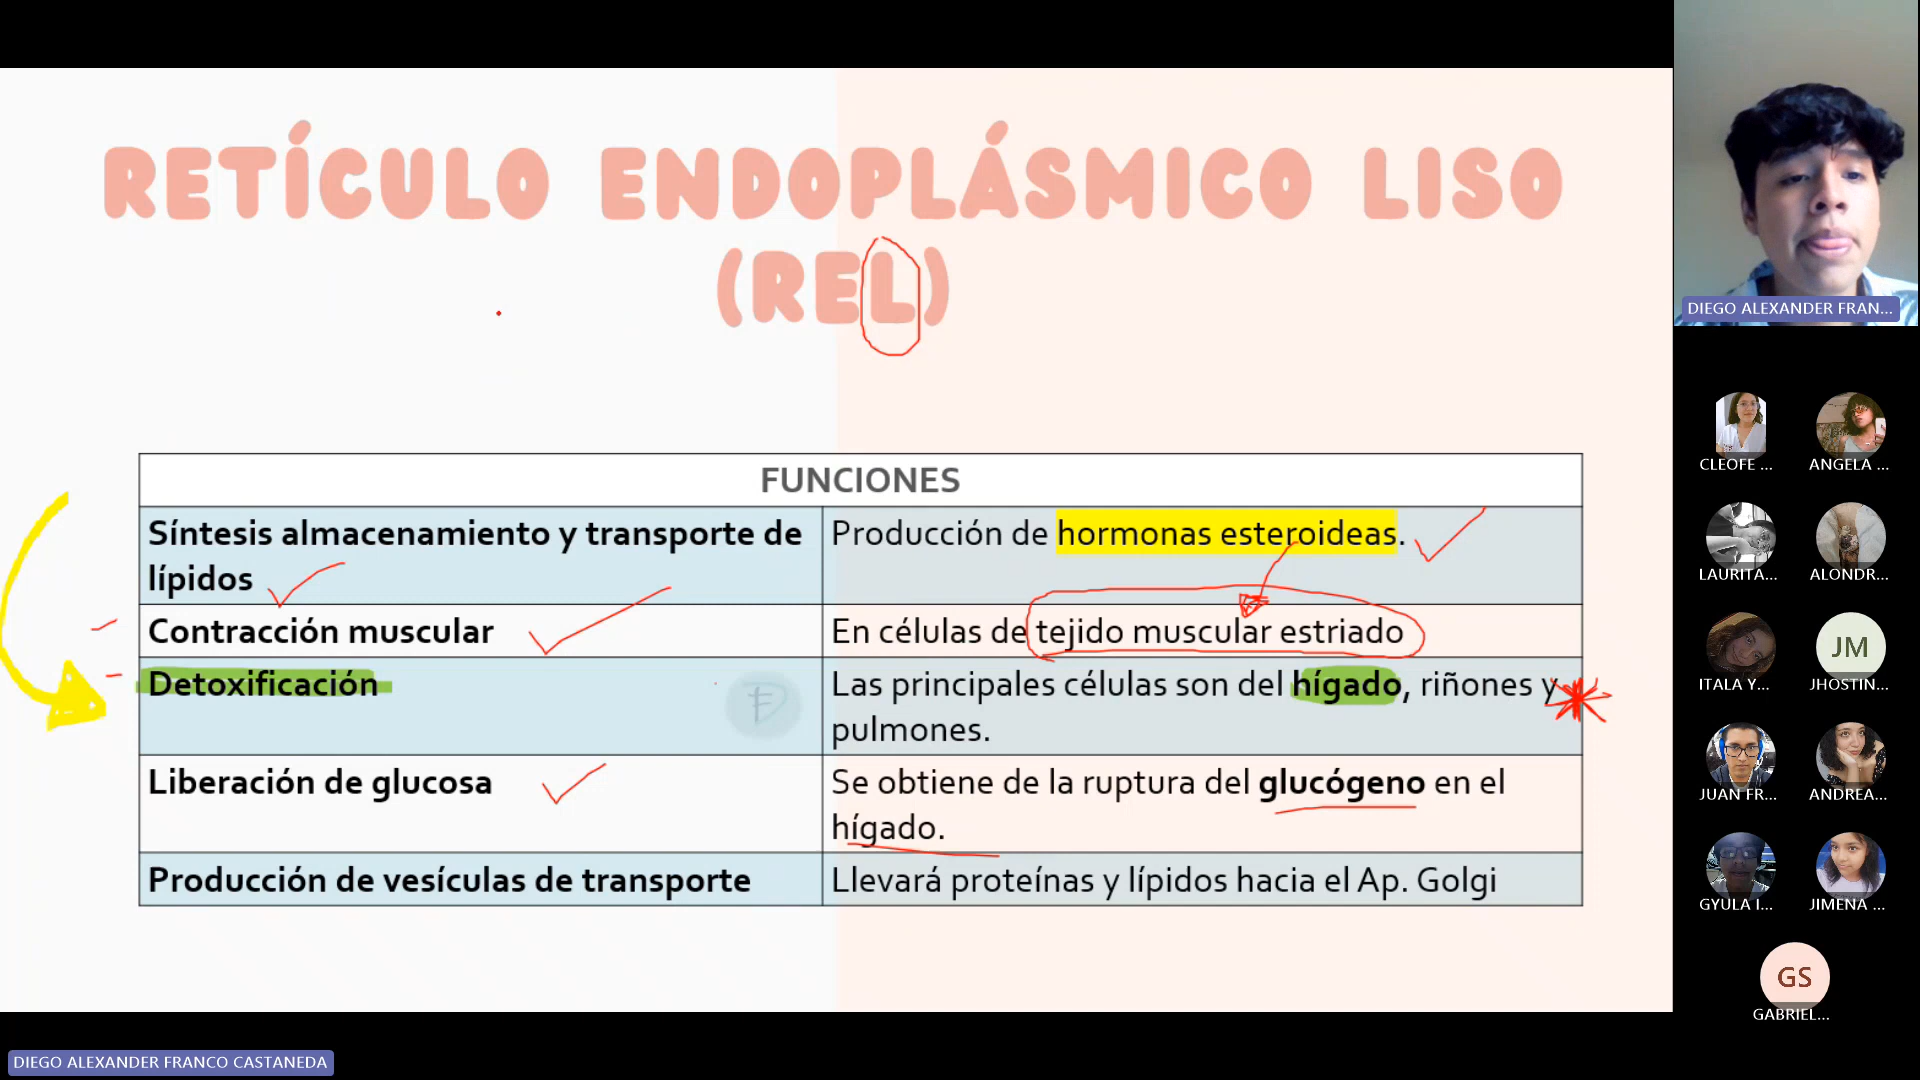 RETÍCULO ENDOPLÁSMICO LISO
(REL)
FUNCIONES
Síntesis almacenamiento y transporte de
lípidos
Producción de hormonas esteroideas.
Contracción muscular
En células de tejido muscular estriado
Detoxificación
Las principales células son del hígado, riñones y
pulmones.
Liberación de glucosa
Se obtiene de la ruptura del glucógeno en el
hígado.
Producción de vesículas de transporte
Llevará proteínas y lípidos hacia el Ap. Golgi
DIEGO ALEXANDER FRAN...
CLEOFE ...
ANGELA ...
LAURITA...
ALONDR...
ITALA Y...
JM
JHOSTIN...
JUAN FR...
ANDREA...
GYULA I...
JIMENA ...
GS
GABRIEL...
DIEGO ALEXANDER FRANCO CASTANEDA